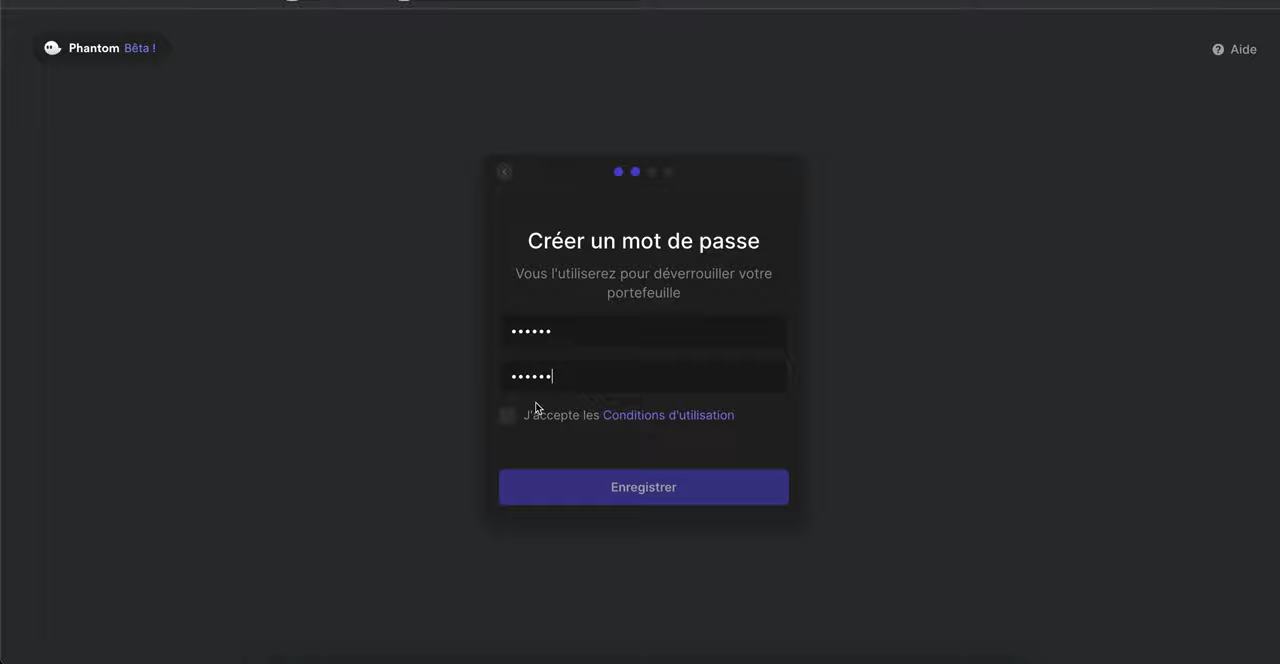 Phantom Bêta !
Aide
Créer un mot de passe
Vous l'utiliserez pour déverrouiller votre
portefeuille
••••••
••••••
J'accepte les Conditions d'utilisation
Enregistrer